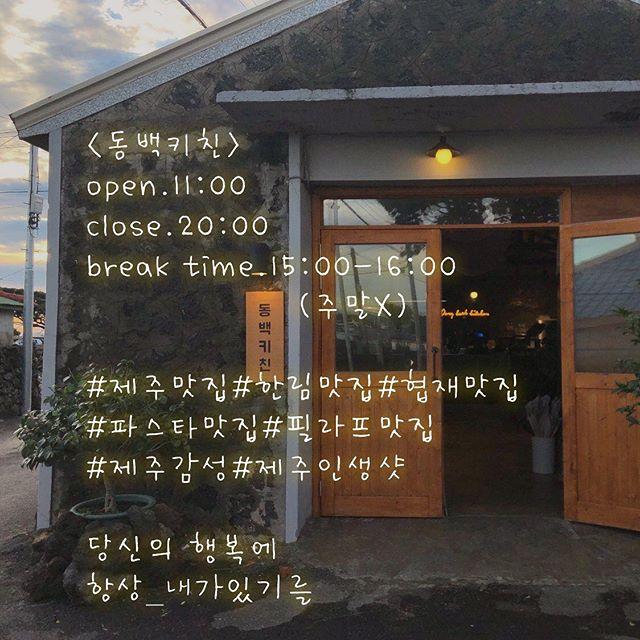 <동백키친>
open.11:00
close.20:00
break time_15:00-16:00
(주말X)
동백키친
Dong baek kitchen
#제주맛집#한림맛집#협재맛집
#파스타맛집#필라프맛집
#제주감성#제주인생샷
당신의 행복에
항상_내가있기를